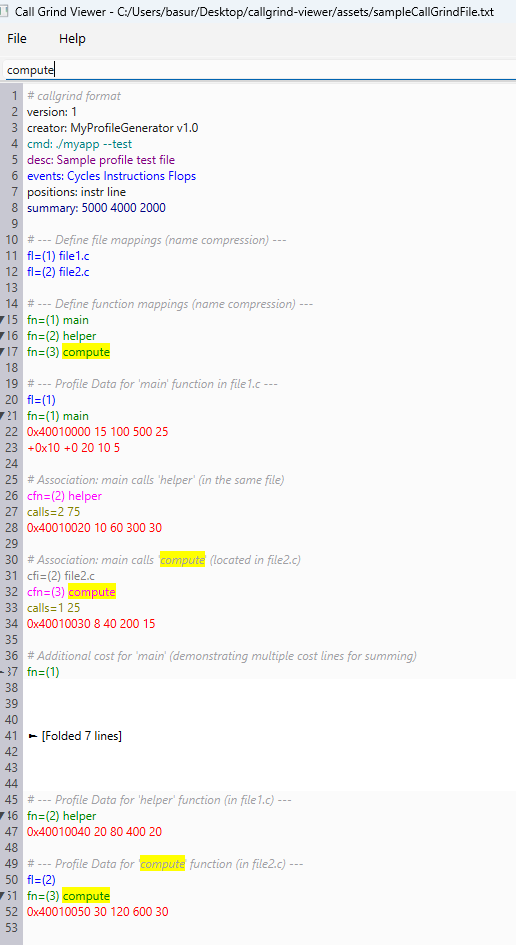 Call Grind Viewer - C:/Users/basur/Desktop/callgrind-viewer/assets/sampleCallGrindFile.txt
File Help
compute
1 # callgrind format
2 version: 1
3 creator: MyProfileGenerator v1.0
4 cmd: ./myapp --test
5 desc: Sample profile test file
6 events: Cycles Instructions Flops
7 positions: instr line
8 summary: 5000 4000 2000
9
10 # --- Define file mappings (name compression) ---
11 fl=(1) file1.c
12 fl=(2) file2.c
13
14 # --- Define function mappings (name compression) ---
15 fn=(1) main
16 fn=(2) helper
17 fn=(3) compute
18
19 # --- Profile Data for 'main' function in file1.c ---
20 fl=(1)
21 fn=(1) main
22 0x40010000 15 100 500 25
23 +0x10 +0 20 10 5
24
25 # Association: main calls 'helper' (in the same file)
26 cfn=(2) helper
27 calls=2 75
28 0x40010020 10 60 300 30
29
30 # Association: main calls 'compute' (located in file2.c)
31 cfi=(2) file2.c
32 cfn=(3) compute
33 calls=1 25
34 0x40010030 8 40 200 15
35
36 # Additional cost for 'main' (demonstrating multiple cost lines for summing)
37 fn=(1)
38
39
40
41 ► [Folded 7 lines]
42
43
44
45 # --- Profile Data for 'helper' function (in file1.c) ---
46 fn=(2) helper
47 0x40010040 20 80 400 20
48
49 # --- Profile Data for 'compute function (in file2.c) ---
50 fl=(2)
51 fn=(3) compute
52 0x40010050 30 120 600 30
53